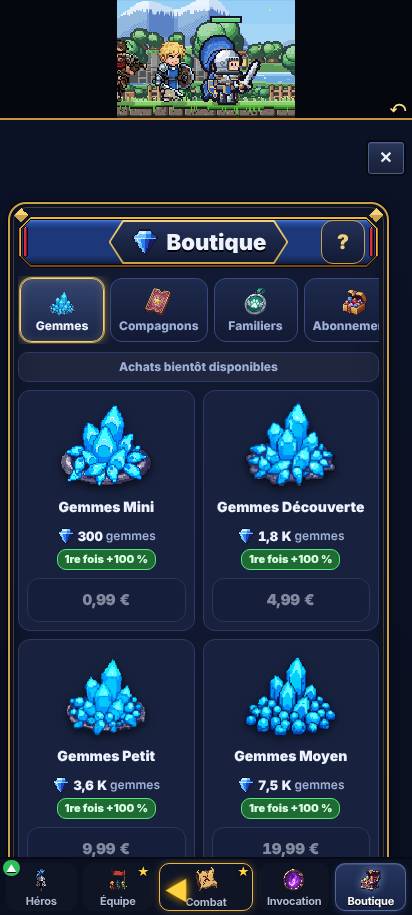 Boutique
?
Gemmes
Compagnons
Familiers
Abonnemen
Achats bientôt disponibles
Gemmes Mini
Gemmes Découverte
300 gemmes
1,8 K gemmes
1re fois +100 %
1re fois +100 %
0,99 €
4,99 €
Gemmes Petit
Gemmes Moyen
3,6 K gemmes
7,5 K gemmes
1re fois +100 %
1re fois +100 %
9,99 €
19,99 €
Héros
Équipe
Combat
Invocation
Boutique